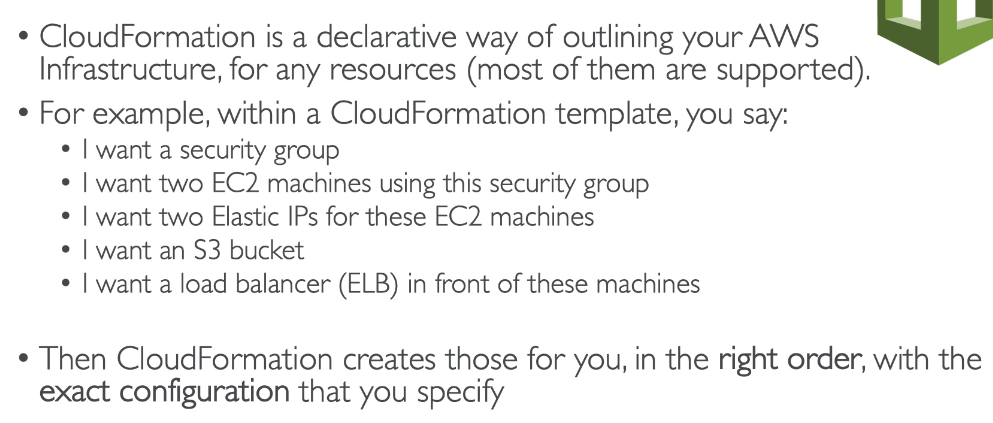 • CloudFormation is a declarative way of outlining your AWS
Infrastructure, for any resources (most of them are supported).
• For example, within a CloudFormation template, you say:
• I want a security group
• I want two EC2 machines using this security group
• I want two Elastic IPs for these EC2 machines
• I want an S3 bucket
• I want a load balancer (ELB) in front of these machines
• Then CloudFormation creates those for you, in the right order, with the
exact configuration that you specify